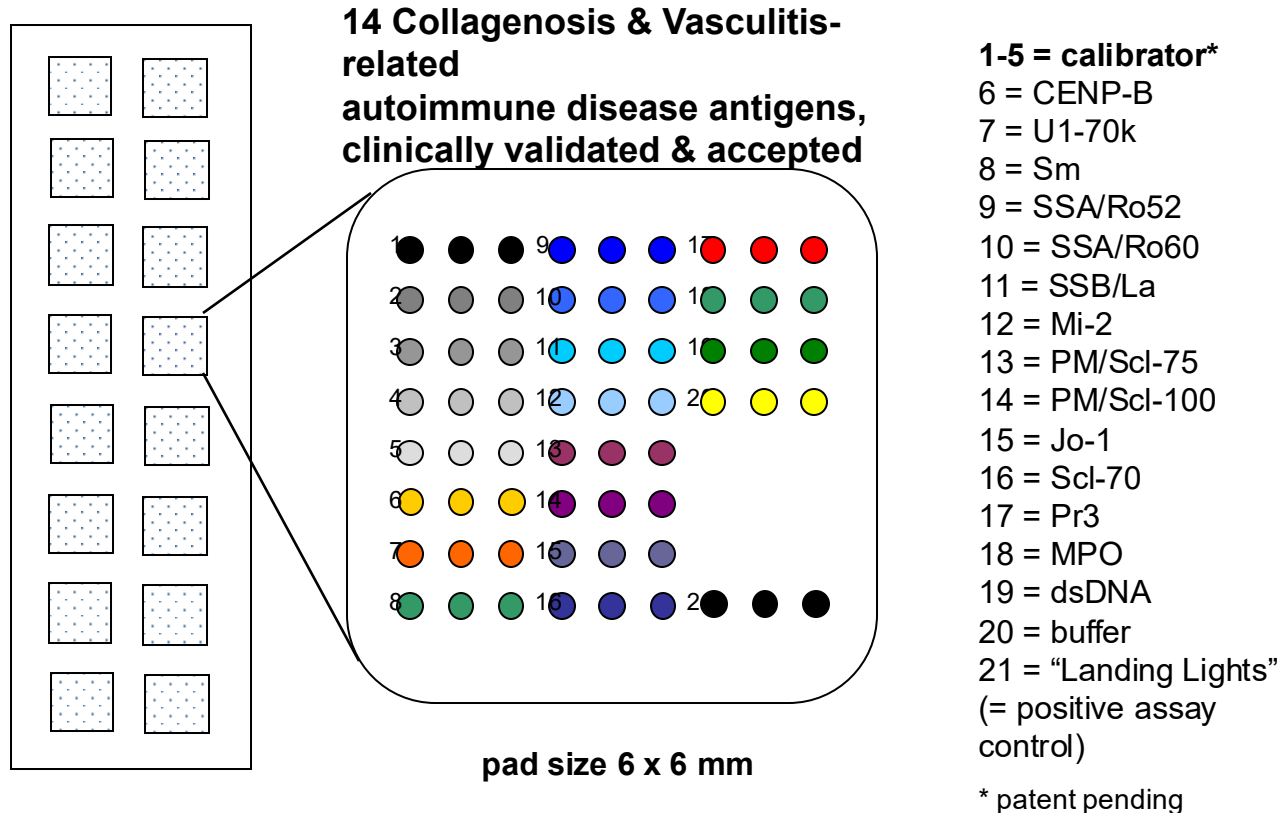 14 Collagenosis & Vasculitis-
related
autoimmune disease antigens,
clinically validated & accepted
1 9
2 10
3 11
4 12
5 13
6 14
7 15
8 16
pad size 6 x 6 mm
1-5 = calibrator*
6 = CENP-B
7 = U1-70k
8 = Sm
9 = SSA/Ro52
10 = SSA/Ro60
11 = SSB/La
12 = Mi-2
13 = PM/Scl-75
14 = PM/Scl-100
15 = Jo-1
16 = Scl-70
17 = Pr3
18 = MPO
19 = dsDNA
20 = buffer
21 = “Landing Lights”
(= positive assay
control)
* patent pending